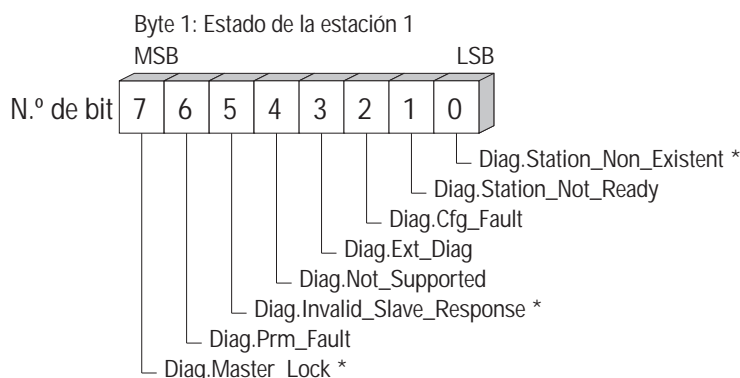 Byte 1: Estado de la estación 1
MSB LSB
N.º de bit 7 6 5 4 3 2 1 0
Diag.Station_Non_Existent *
Diag.Station_Not_Ready
Diag.Cfg_Fault
Diag.Ext_Diag
Diag.Not_Supported
Diag.Invalid_Slave_Response *
Diag.Prm_Fault
Diag.Master_Lock *